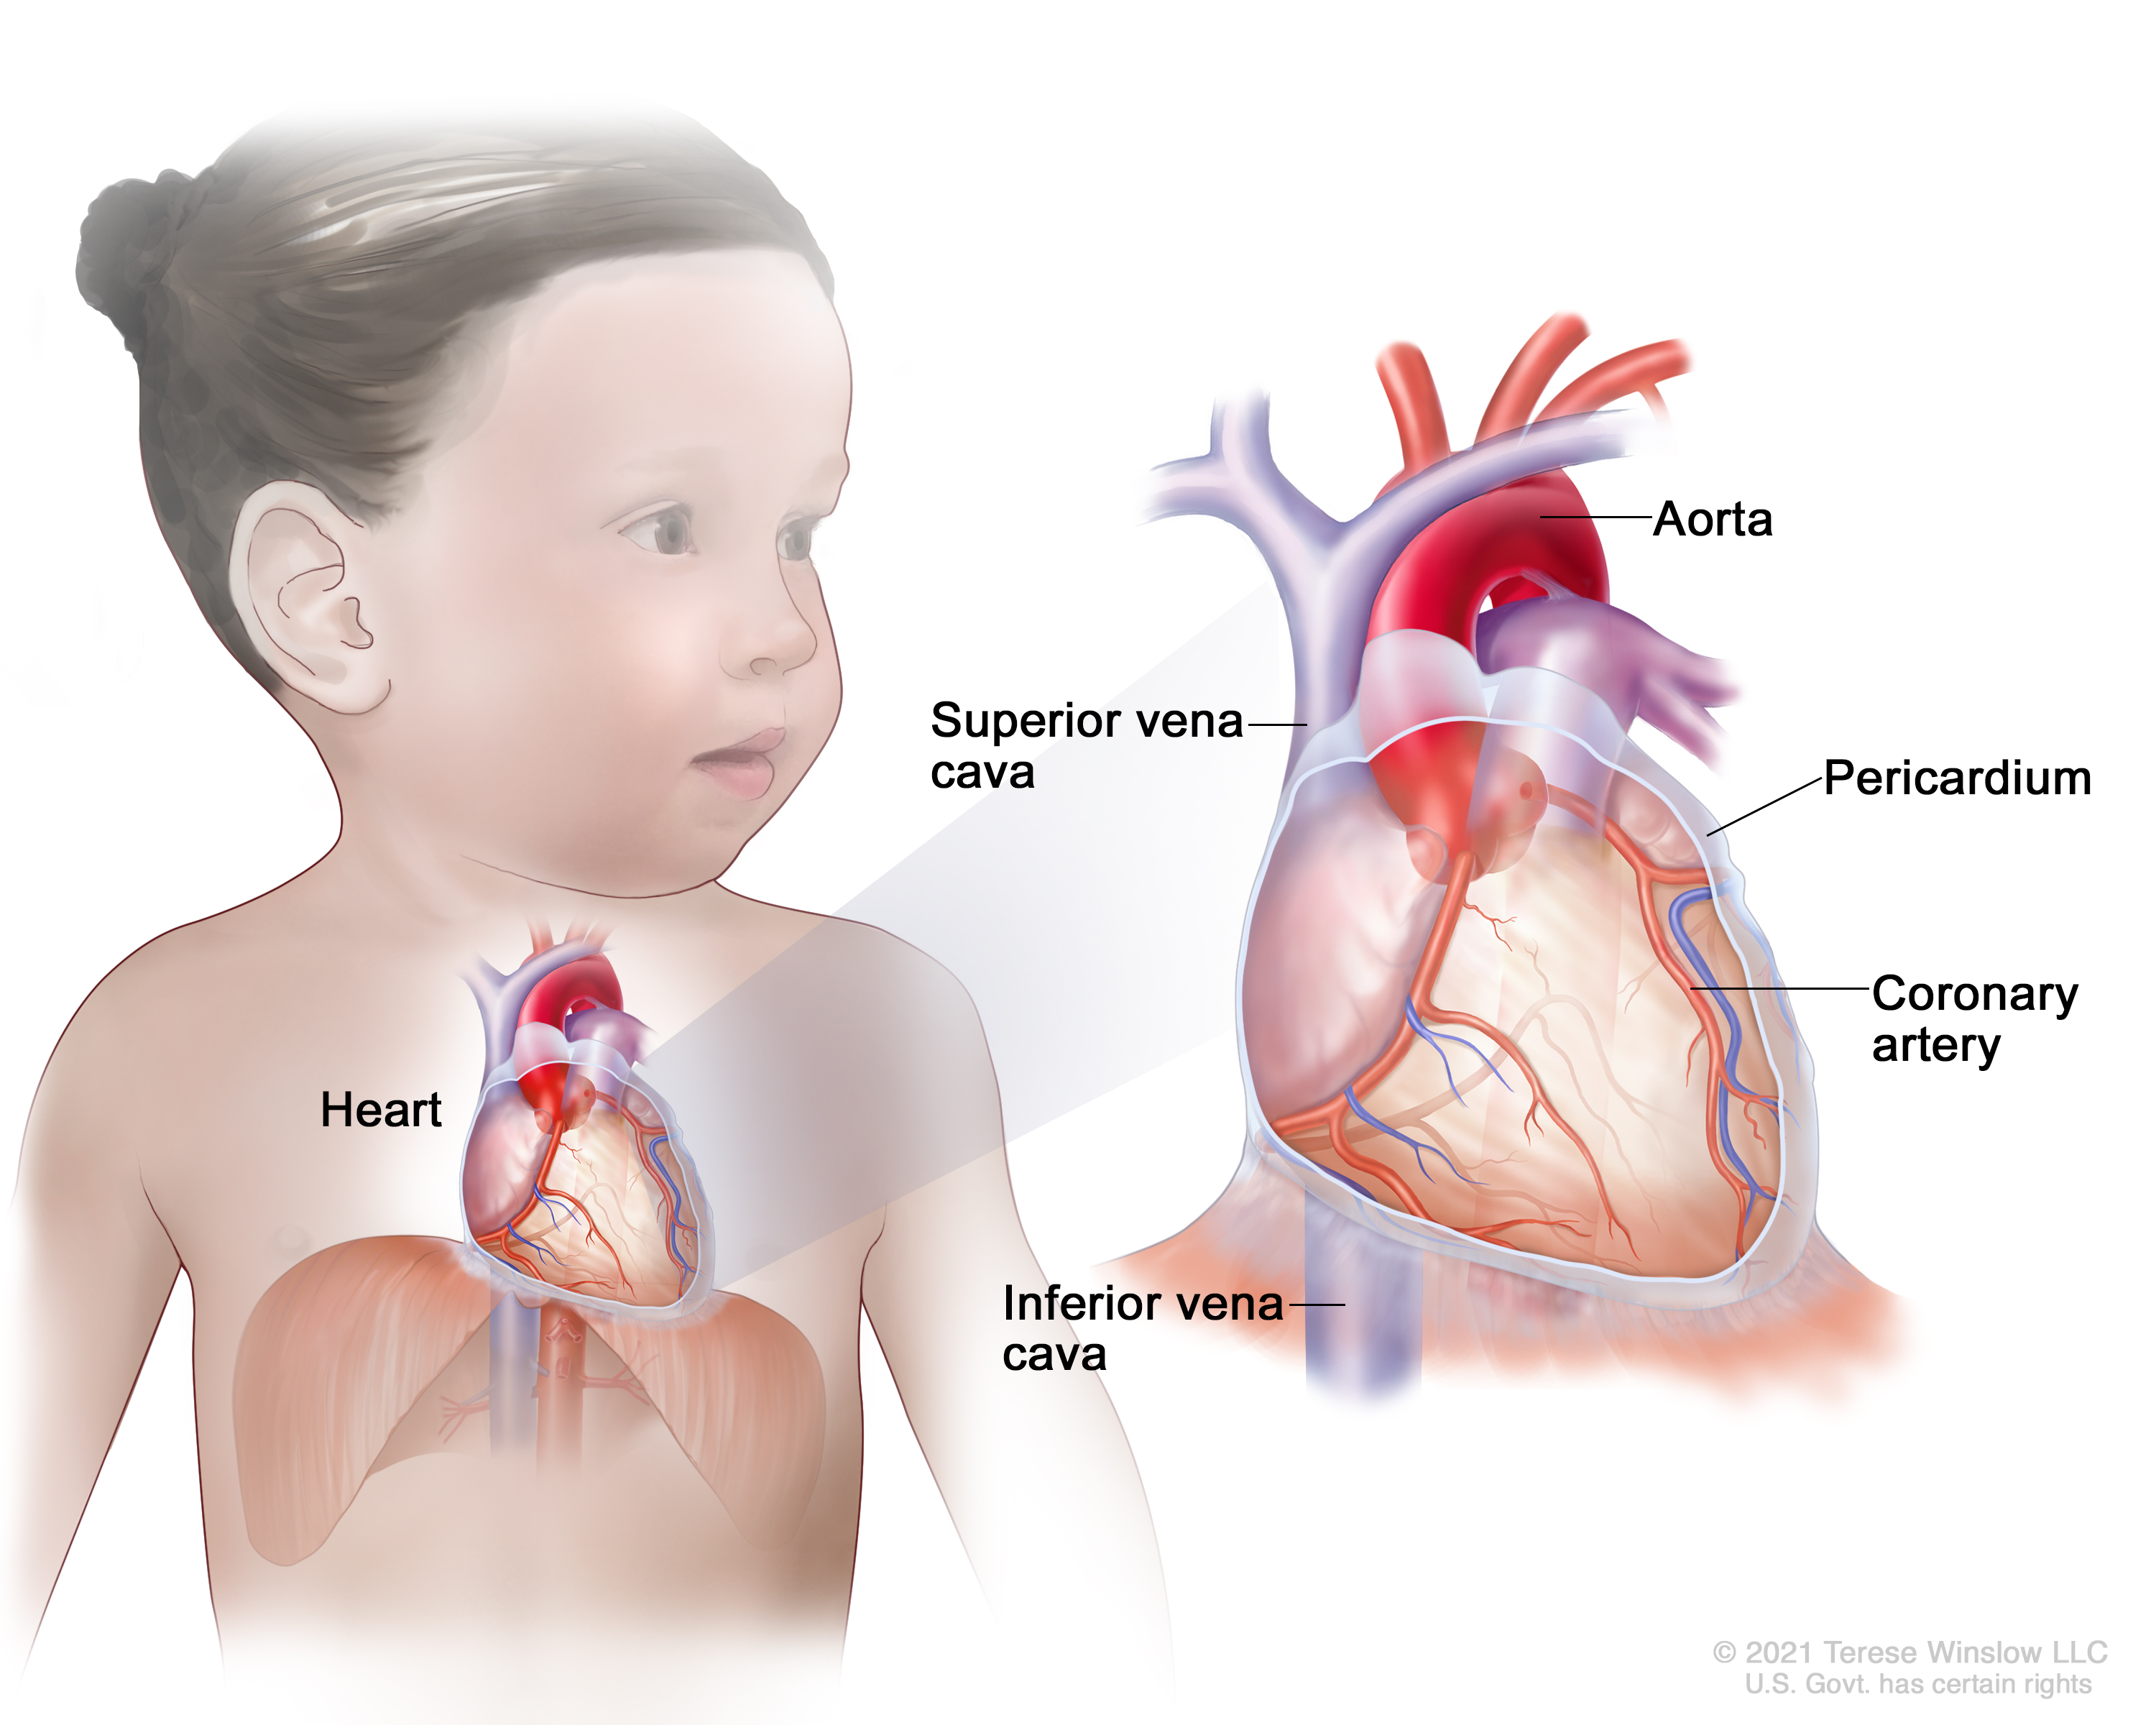 Aorta
Superior vena
cava
Pericardium
Coronary
artery
Heart
Inferior vena
cava
© 2021 Terese Winslow LLC
U.S. Govt. has certain rights